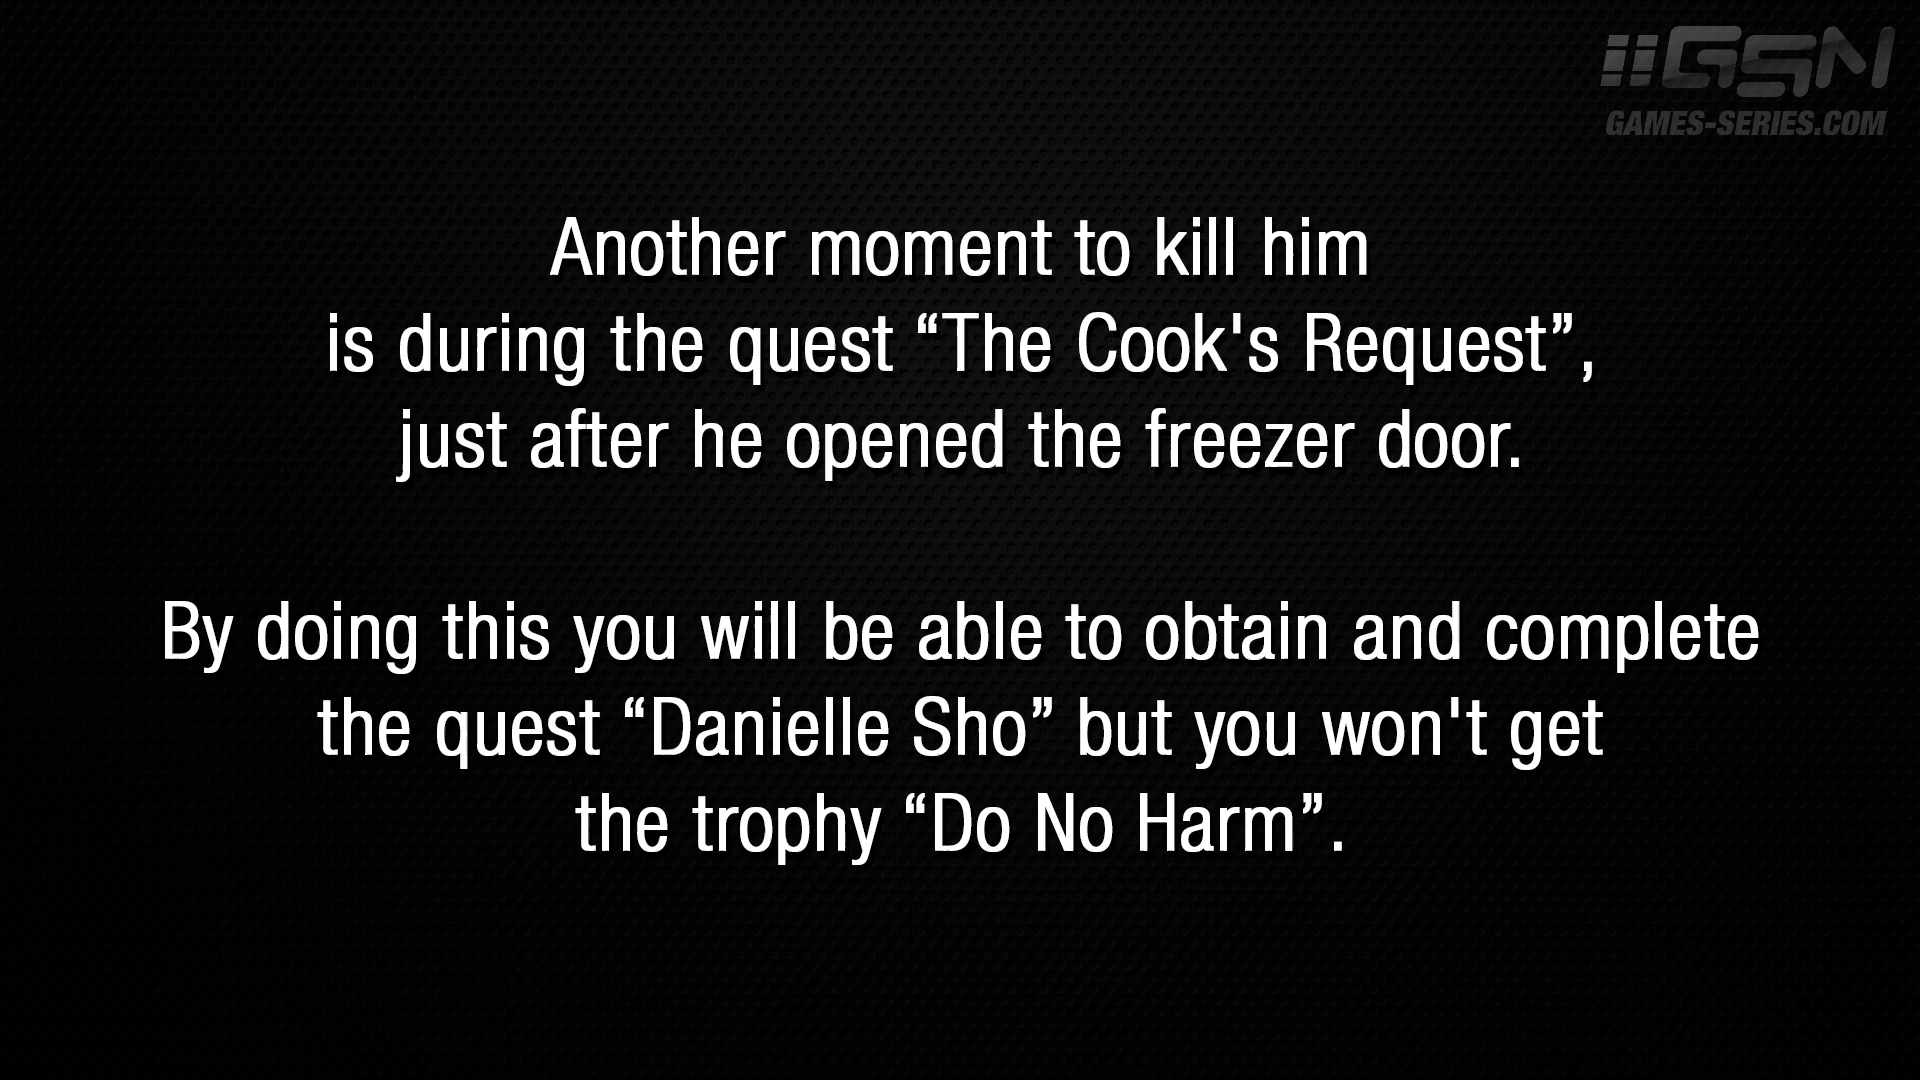 GSN
GAMES-SERIES.COM
Another moment to kill him
is during the quest “The Cook's Request”,
just after he opened the freezer door.
By doing this you will be able to obtain and complete
the quest “Danielle Sho” but you won't get
the trophy “Do No Harm”.